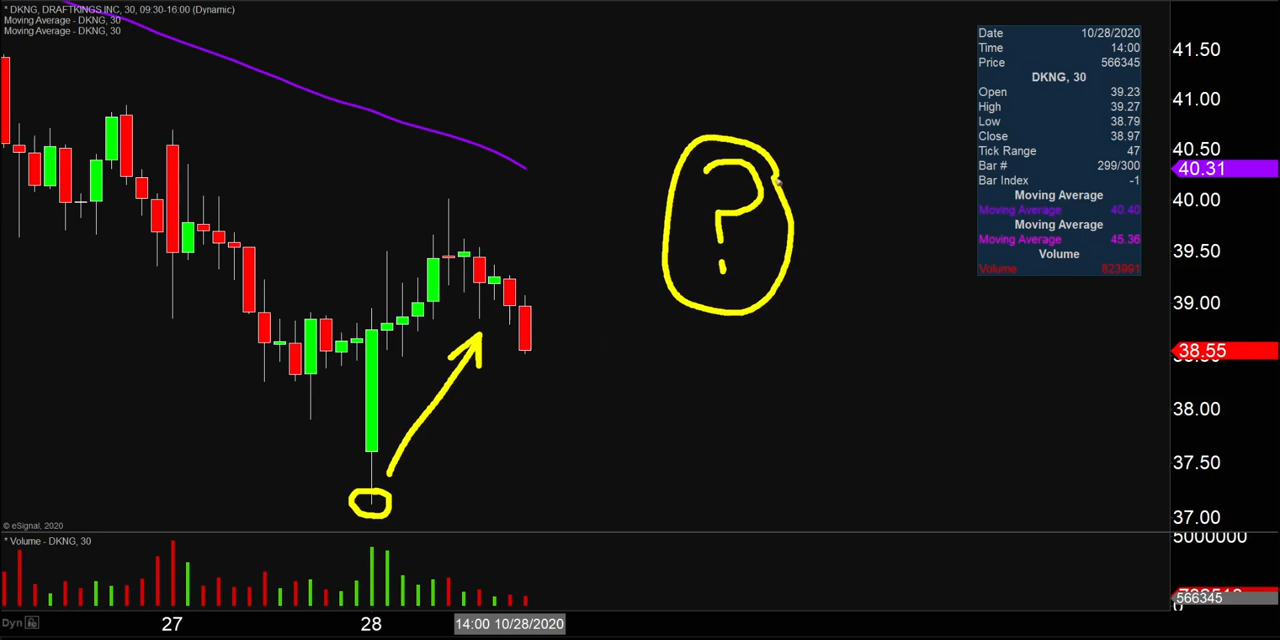 * DKNG, DRAFTKINGS INC, 30, 09:30-16:00 (Dynamic)
Moving Average - DKNG, 30
Moving Average - DKNG, 30
Date 10/28/2020
Time 14:00
Price 566345
DKNG, 30
Open 39.23
High 39.27
Low 38.79
Close 38.97
Tick Range 47
Bar # 299/300
Bar Index -1
Moving Average
Moving Average 40.40
Moving Average
Moving Average 45.36
Volume
Volume 823991
41.50
41.00
40.50
40.31
40.00
39.50
39.00
38.55
38.00
37.50
37.00
?
© eSignal, 2020
* Volume - DKNG, 30
5000000
566345
0
Dyn
27
28
14:00 10/28/2020